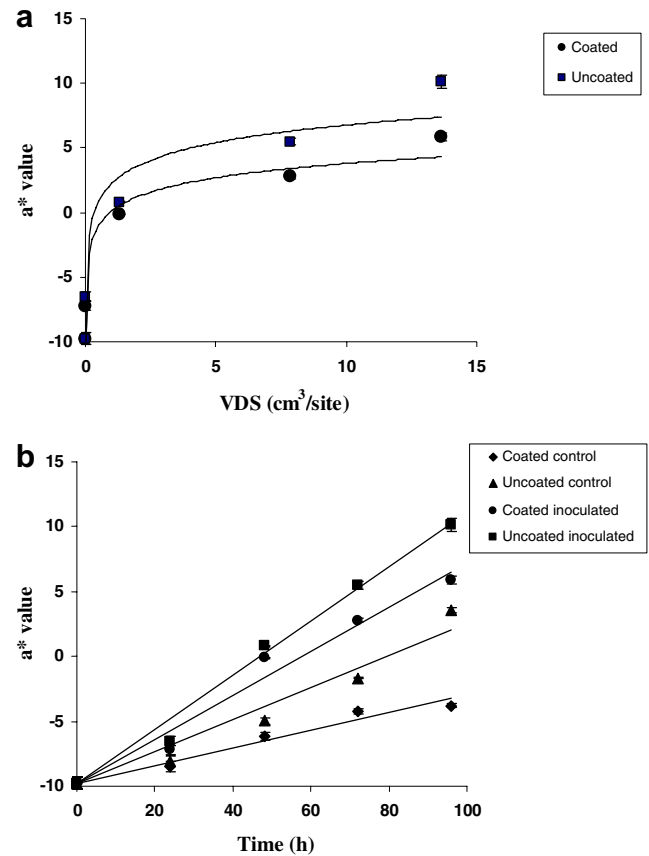 a
15
10
5
0
-5
-10
a* value
0 5 10 15
VDS (cm³/site)
Coated
Uncoated
b
15
10
5
0
-5
-10
a* value
0 20 40 60 80 100
Time (h)
Coated control
Uncoated control
Coated inoculated
Uncoated inoculated